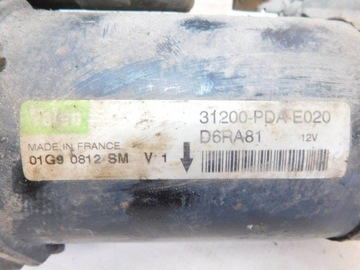 Valeo
31200-PDA-E020
D6RA81 12V
MADE IN FRANCE
01G9 0812 SM V 1